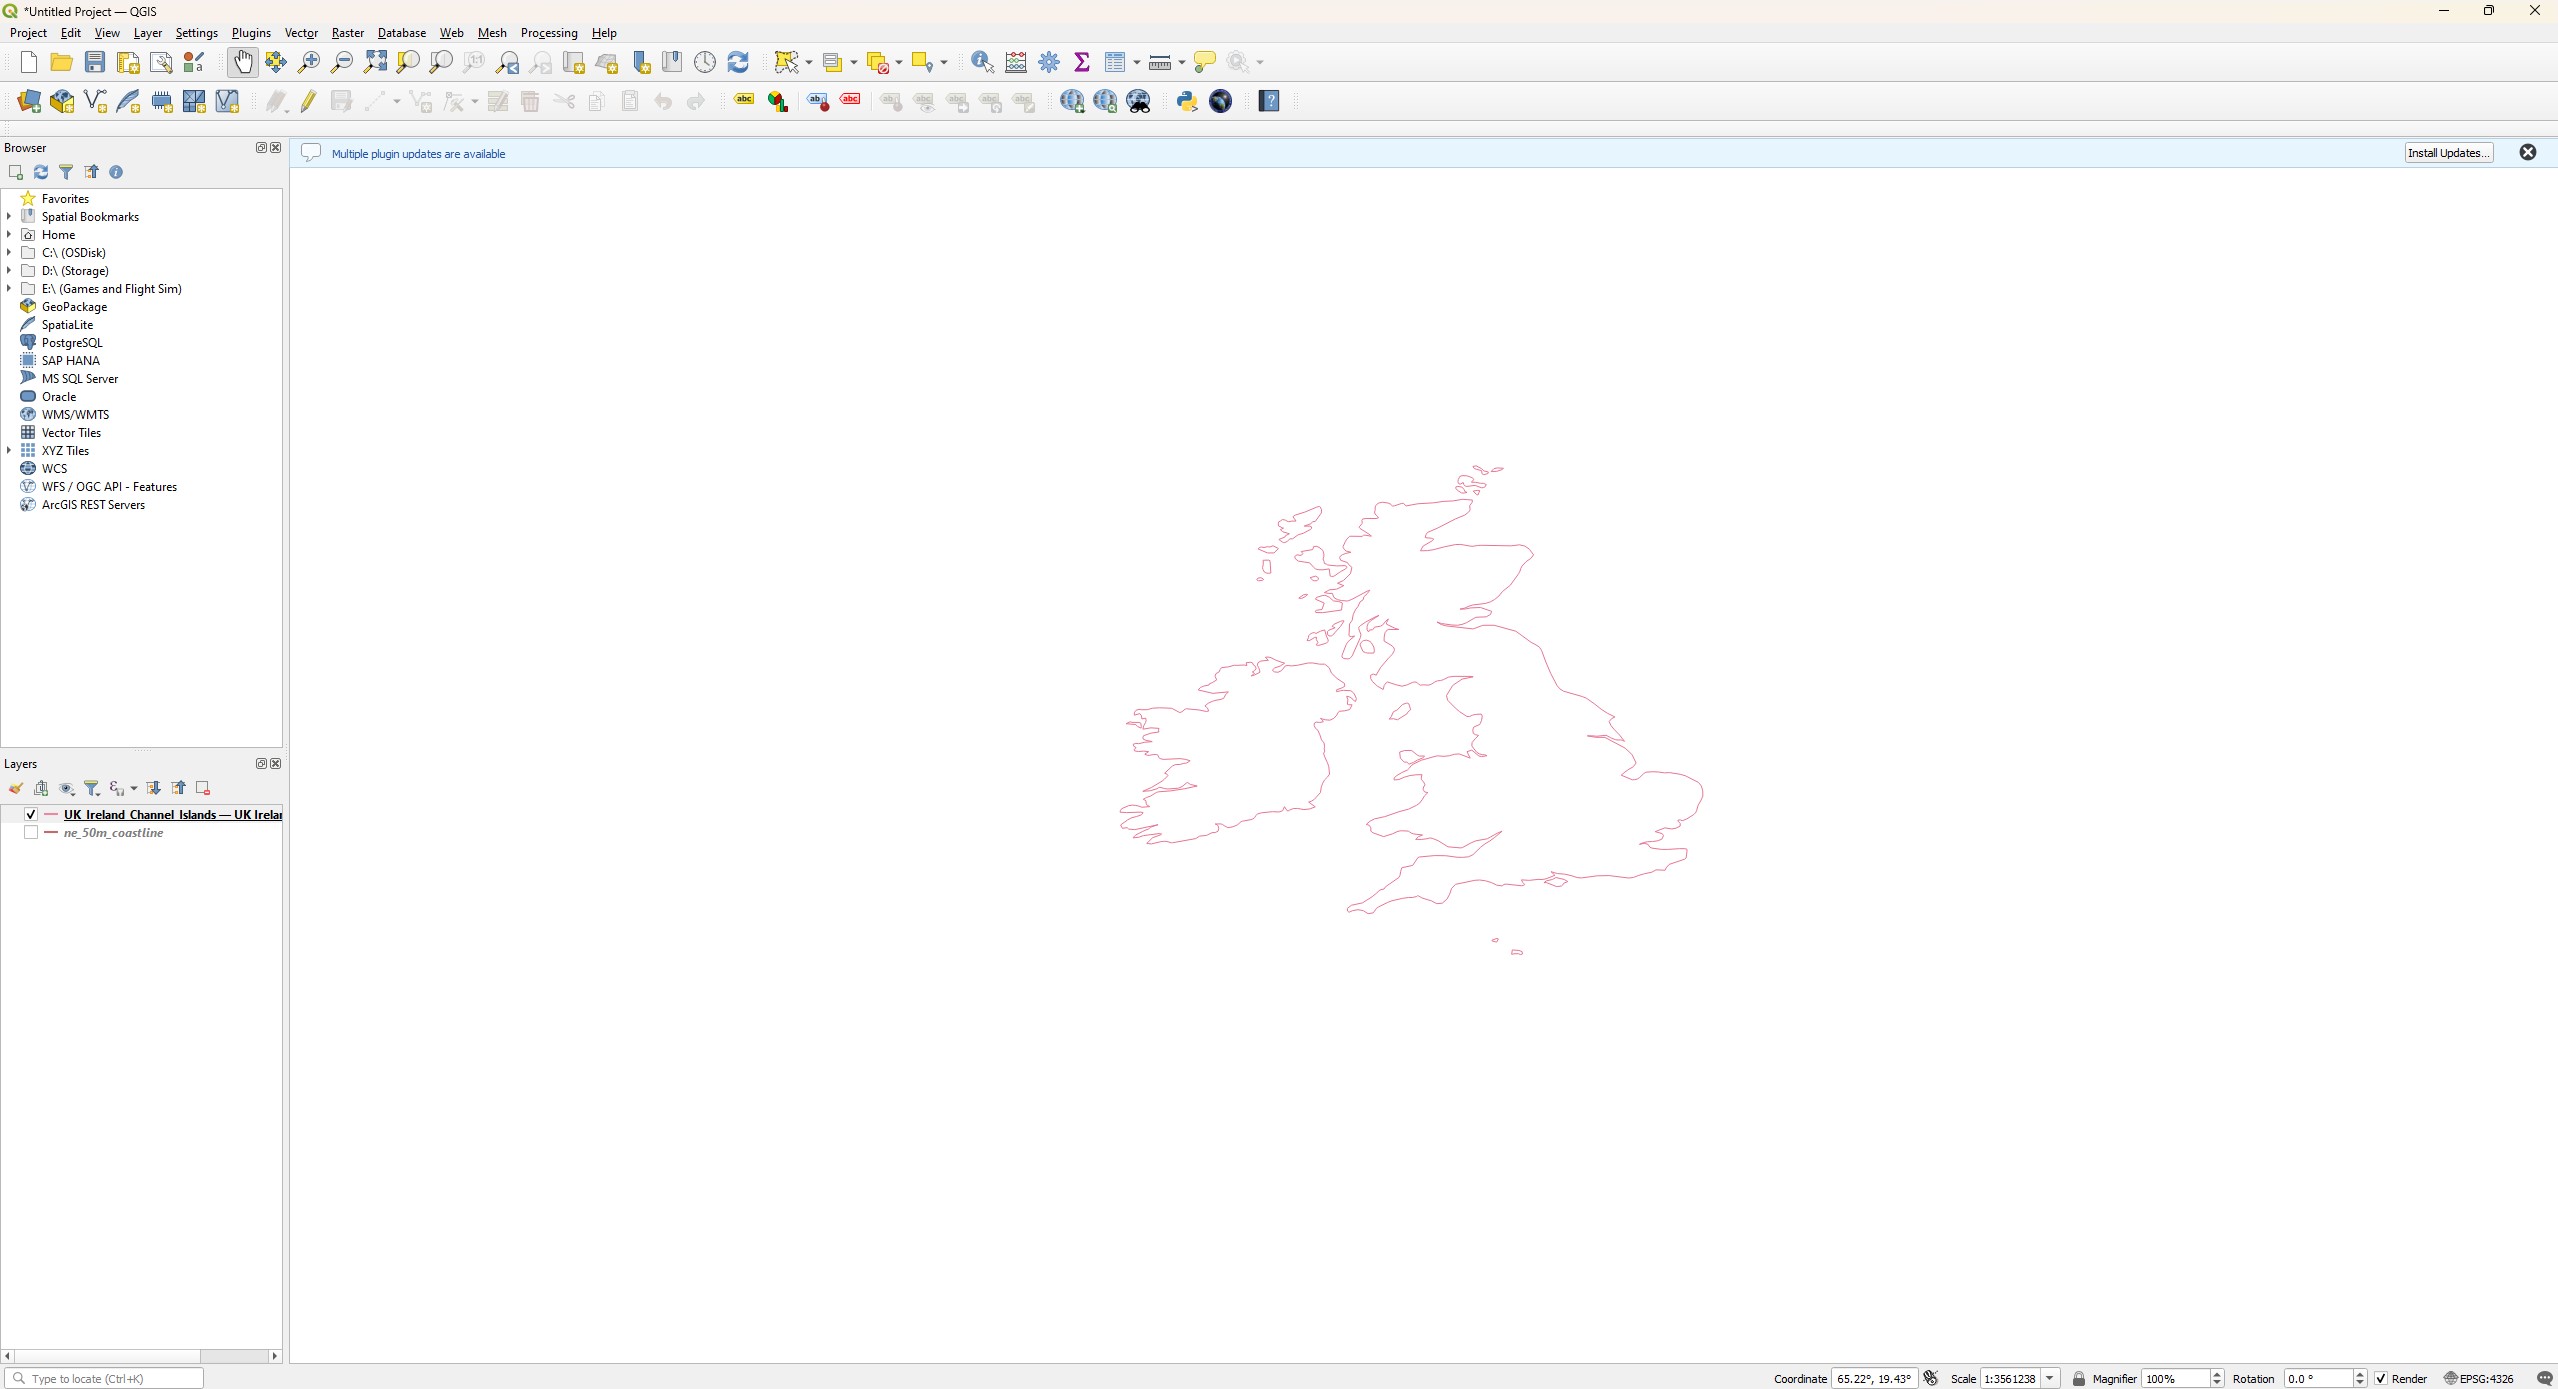 *Untitled Project — QGIS
Project Edit View Layer Settings Plugins Vector Raster Database Web Mesh Processing Help
Browser
Multiple plugin updates are available
Install Updates...
Favorites
Spatial Bookmarks
Home
C:\ (OSDisk)
D:\ (Storage)
E:\ (Games and Flight Sim)
GeoPackage
SpatiaLite
PostgreSQL
SAP HANA
MS SQL Server
Oracle
WMS/WMTS
Vector Tiles
XYZ Tiles
WCS
WFS / OGC API - Features
ArcGIS REST Servers
Layers
UK_Ireland_Channel_Islands — UK Irelan
ne_50m_coastline
Type to locate (Ctrl+K)
Coordinate 65.22°, 19.43° Scale 1:3561238 Magnifier 100% Rotation 0.0 ° Render EPSG:4326